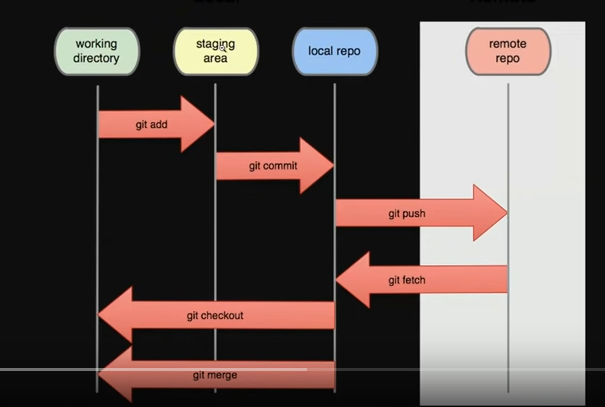 working
directory
staging
area
local repo
remote
repo
git add
git commit
git push
git fetch
git checkout
git merge